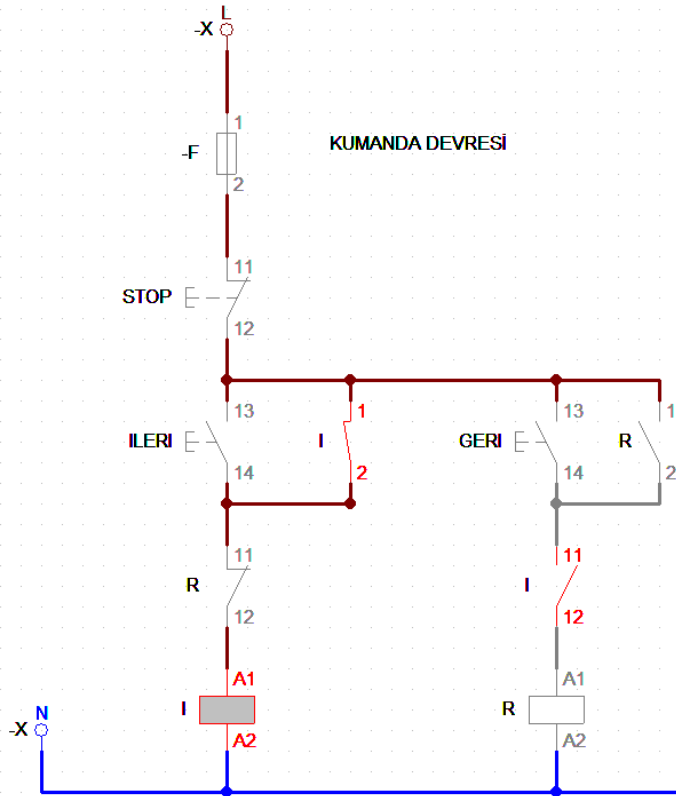 L
-X
1
-F
KUMANDA DEVRESİ
2
11
STOP
12
13 1 13 1
ILERI I GERI R
14 2 14 2
11 11
R I
12 12
A1 A1
I R
A2 A2
N
-X